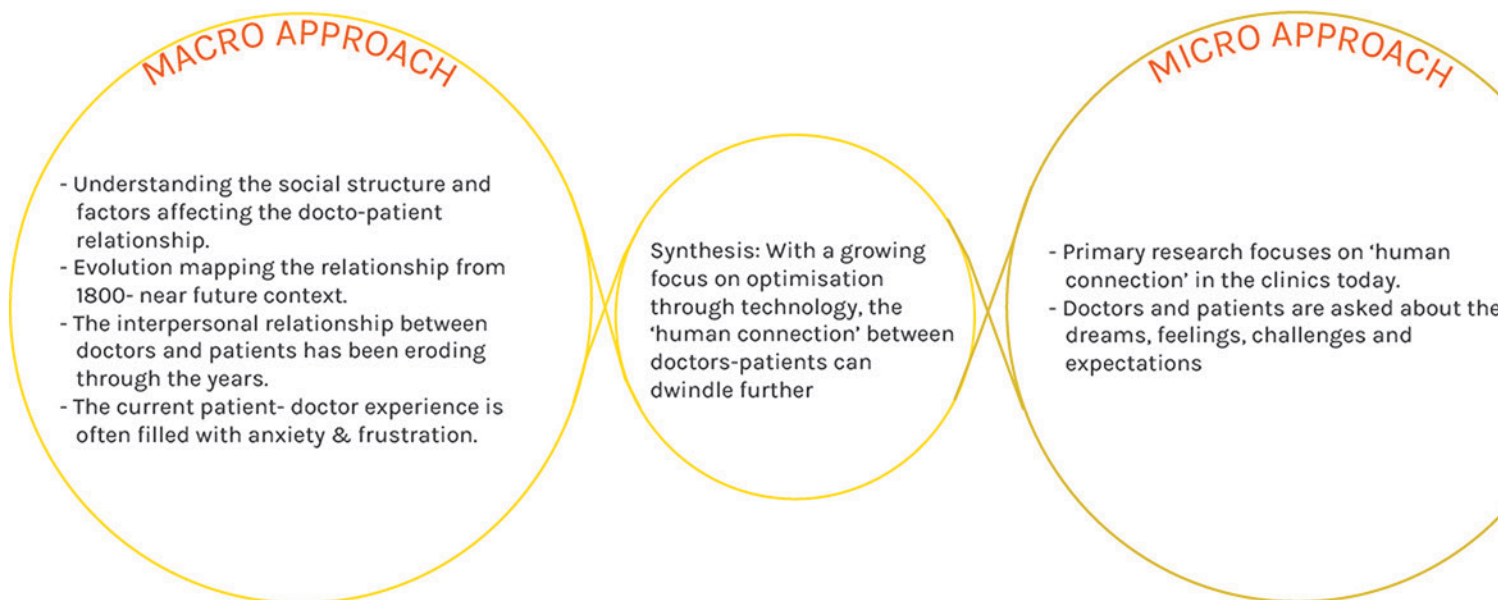 MACRO APPROACH
- Understanding the social structure and
factors affecting the docto-patient
relationship.
- Evolution mapping the relationship from
1800- near future context.
- The interpersonal relationship between
doctors and patients has been eroding
through the years.
- The current patient- doctor experience is
often filled with anxiety & frustration.
Synthesis: With a growing
focus on optimisation
through technology, the
‘human connection’ between
doctors-patients can
dwindle further
MICRO APPROACH
- Primary research focuses on ‘human
connection’ in the clinics today.
- Doctors and patients are asked about the
dreams, feelings, challenges and
expectations